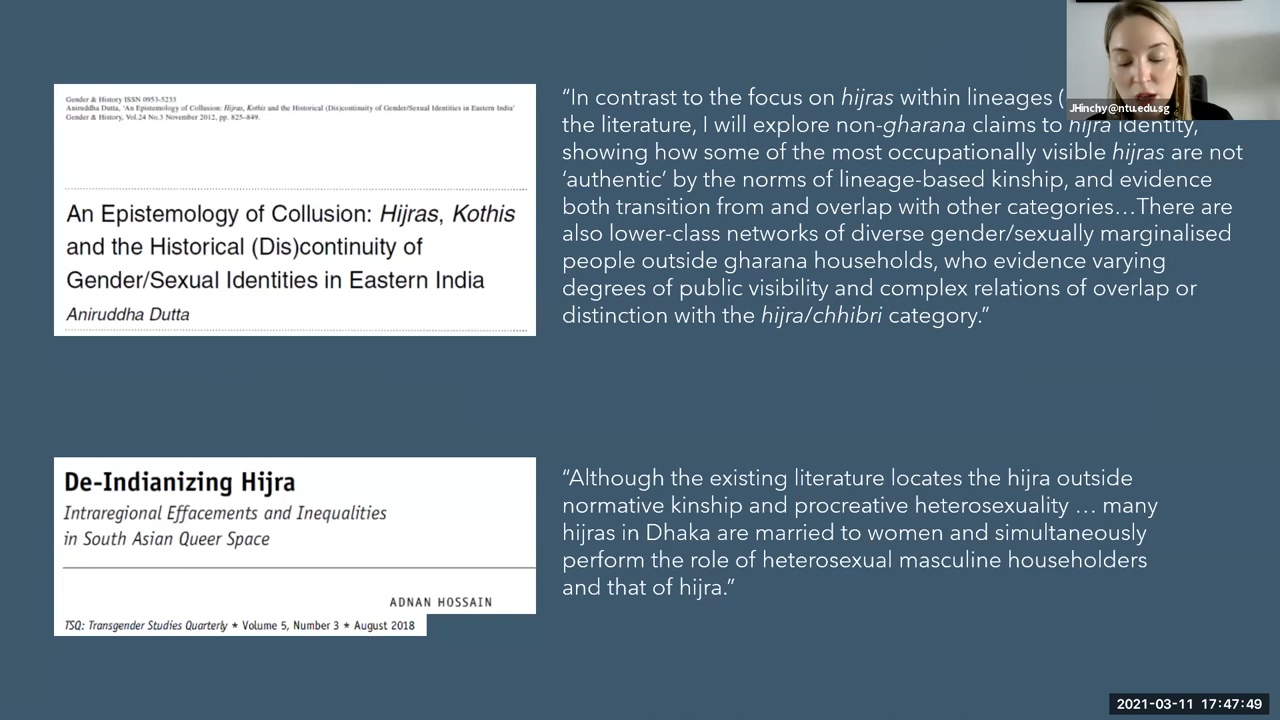 Gender & History ISSN 0953-5233
Aniruddha Dutta, 'An Epistemology of Collusion: Hijras, Kothis and the Historical (Dis)continuity of Gender/Sexual Identities in Eastern India'
Gender & History, Vol.24 No.3 November 2012, pp. 825–849.
An Epistemology of Collusion: Hijras, Kothis
and the Historical (Dis)continuity of
Gender/Sexual Identities in Eastern India
Aniruddha Dutta
“In contrast to the focus on hijras within lineages (
the literature, I will explore non-gharana claims to hijra identity,
showing how some of the most occupationally visible hijras are not
‘authentic’ by the norms of lineage-based kinship, and evidence
both transition from and overlap with other categories…There are
also lower-class networks of diverse gender/sexually marginalised
people outside gharana households, who evidence varying
degrees of public visibility and complex relations of overlap or
distinction with the hijra/chhibri category.”
JHinchy@ntu.edu.sg
De-Indianizing Hijra
Intraregional Effacements and Inequalities
in South Asian Queer Space
ADNAN HOSSAIN
TSQ: Transgender Studies Quarterly ★ Volume 5, Number 3 ★ August 2018
“Although the existing literature locates the hijra outside
normative kinship and procreative heterosexuality … many
hijras in Dhaka are married to women and simultaneously
perform the role of heterosexual masculine householders
and that of hijra.”
2021-03-11 17:47:49